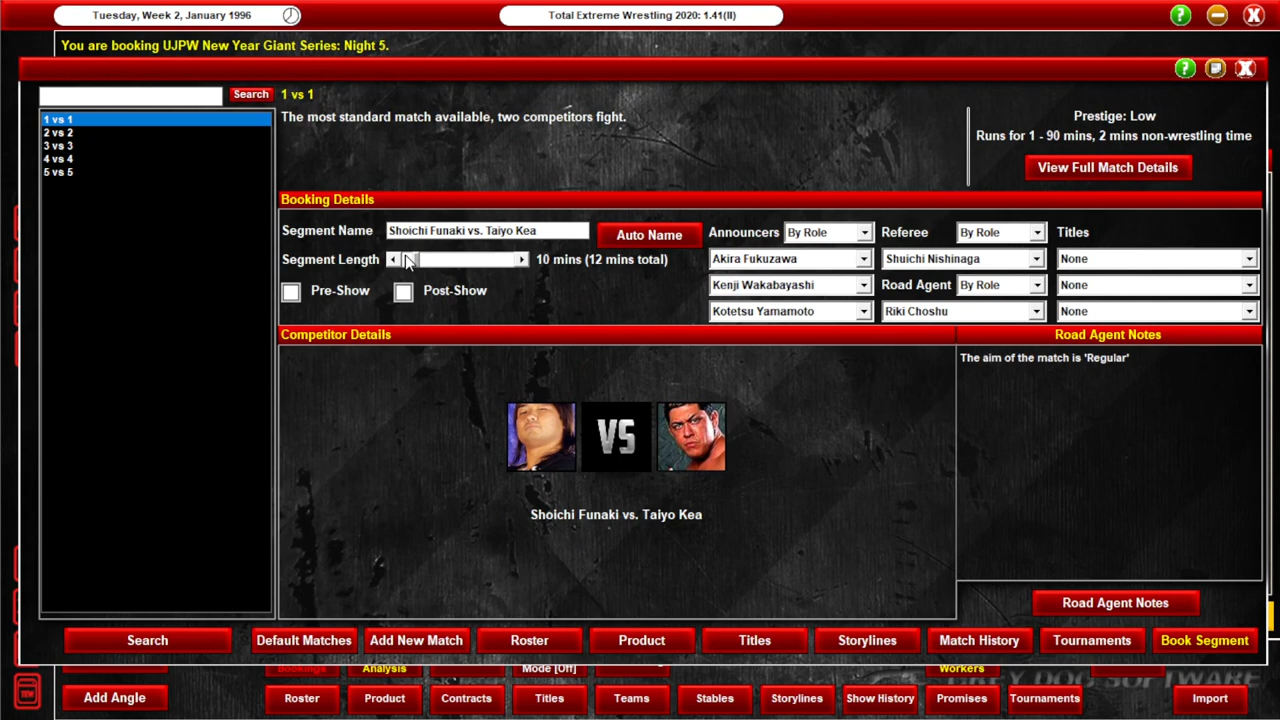 Tuesday, Week 2, January 1996
Total Extreme Wrestling 2020: 1.41(II)
?
X
You are booking UJPW New Year Giant Series: Night 5.
?
X
Search
1 vs 1
1 vs 1
2 vs 2
3 vs 3
4 vs 4
5 vs 5
The most standard match available, two competitors fight.
Prestige: Low
Runs for 1 - 90 mins, 2 mins non-wrestling time
View Full Match Details
Booking Details
Segment Name
Shoichi Funaki vs. Taiyo Kea
Auto Name
Announcers
By Role
Referee
By Role
Titles
Segment Length
10 mins (12 mins total)
Akira Fukuzawa
Shuichi Nishinaga
None
Pre-Show
Post-Show
Kenji Wakabayashi
Road Agent
By Role
None
Kotetsu Yamamoto
Riki Choshu
None
Competitor Details
Road Agent Notes
The aim of the match is 'Regular'
VS
Shoichi Funaki vs. Taiyo Kea
Road Agent Notes
Search
Default Matches
Add New Match
Roster
Product
Titles
Storylines
Match History
Tournaments
Book Segment
Bookings
Analysis
Mode [Off]
Workers
GREY DOG SOFTWARE
Add Angle
Roster
Product
Contracts
Titles
Teams
Stables
Storylines
Show History
Promises
Tournaments
Import